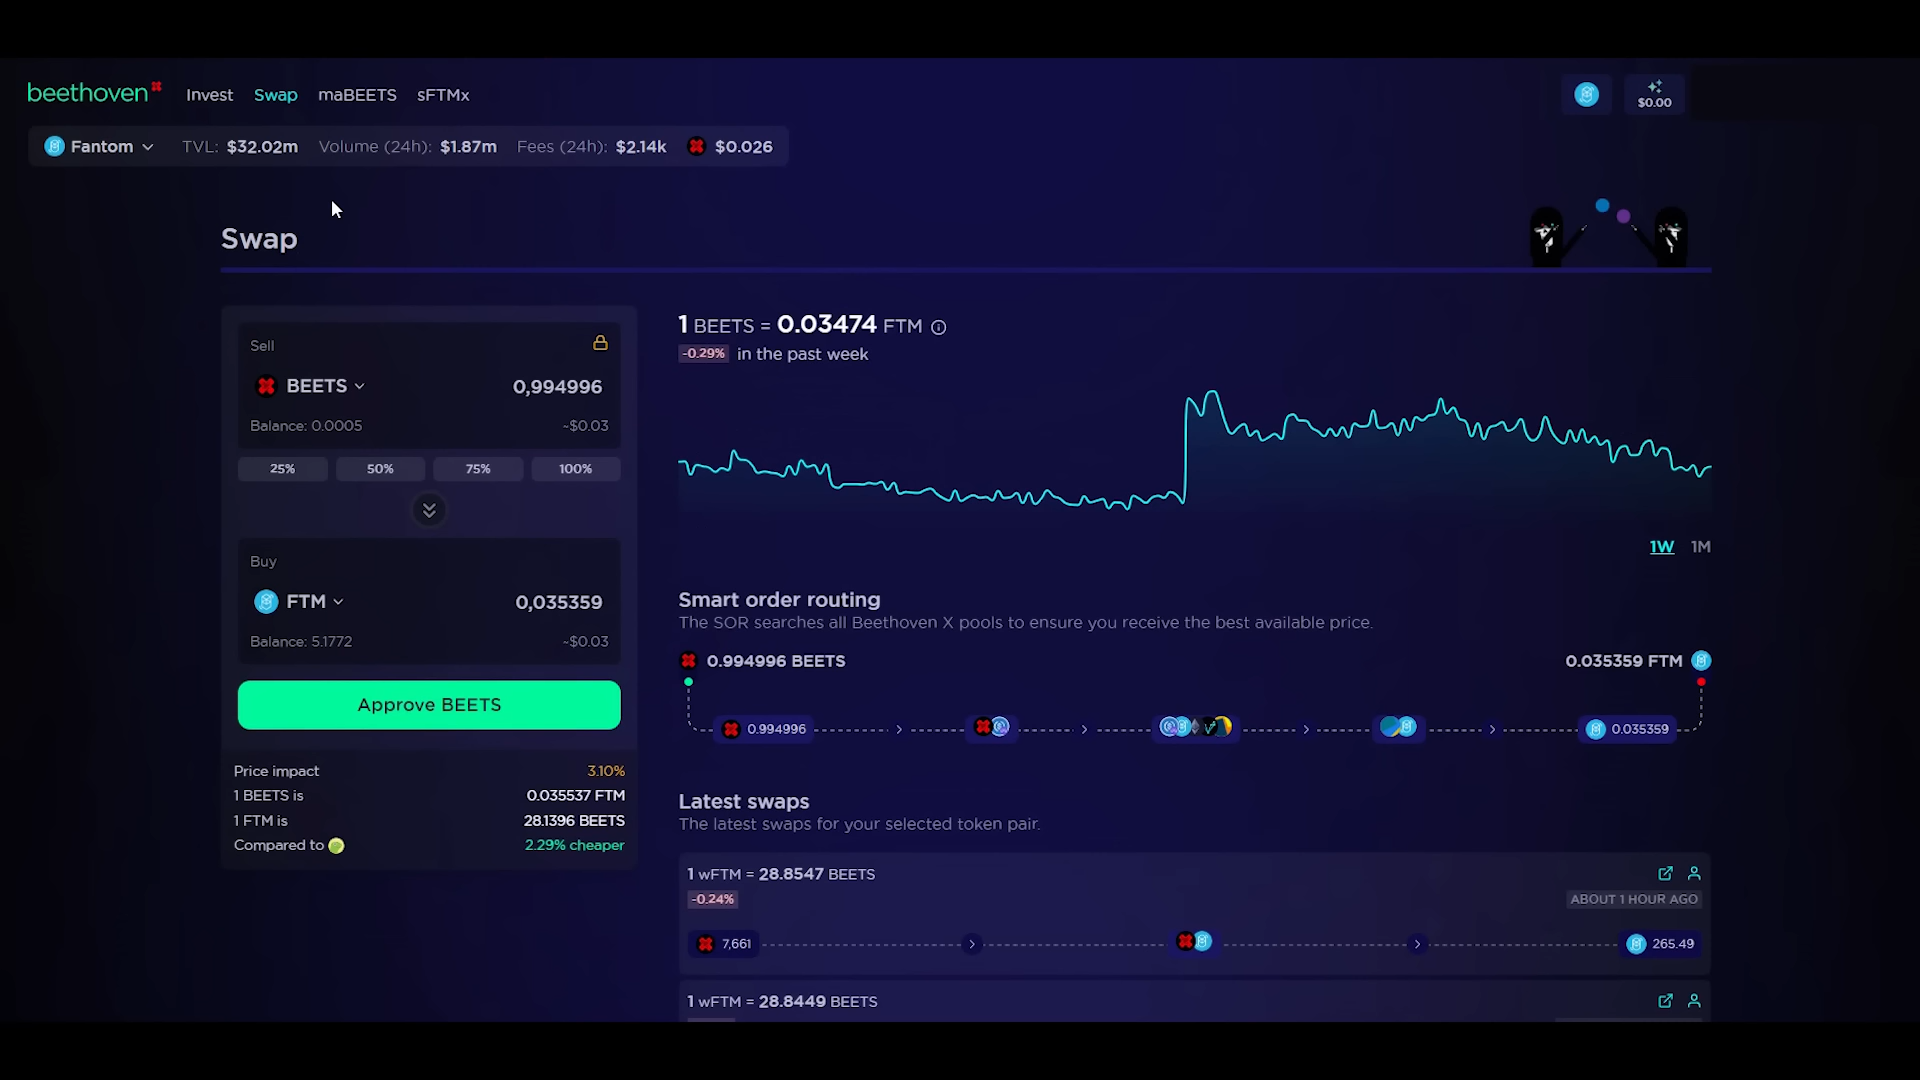 beethoven Invest Swap maBEETS sFTMx
$0.00
Fantom TVL: $32.02m Volume (24h): $1.87m Fees (24h): $2.14k $0.026
Swap
Sell
BEETS 0,994996
Balance: 0.0005 ~$0.03
25% 50% 75% 100%
Buy
FTM 0,035359
Balance: 5.1772 ~$0.03
Approve BEETS
Price impact 3.10%
1 BEETS is 0.035537 FTM
1 FTM is 28.1396 BEETS
Compared to 2.29% cheaper
1 BEETS = 0.03474 FTM
-0.29% in the past week
1W 1M
Smart order routing
The SOR searches all Beethoven X pools to ensure you receive the best available price.
0.994996 BEETS 0.035359 FTM
0.994996 0.035359
Latest swaps
The latest swaps for your selected token pair.
1 wFTM = 28.8547 BEETS
-0.24% ABOUT 1 HOUR AGO
7,661 265.49
1 wFTM = 28.8449 BEETS